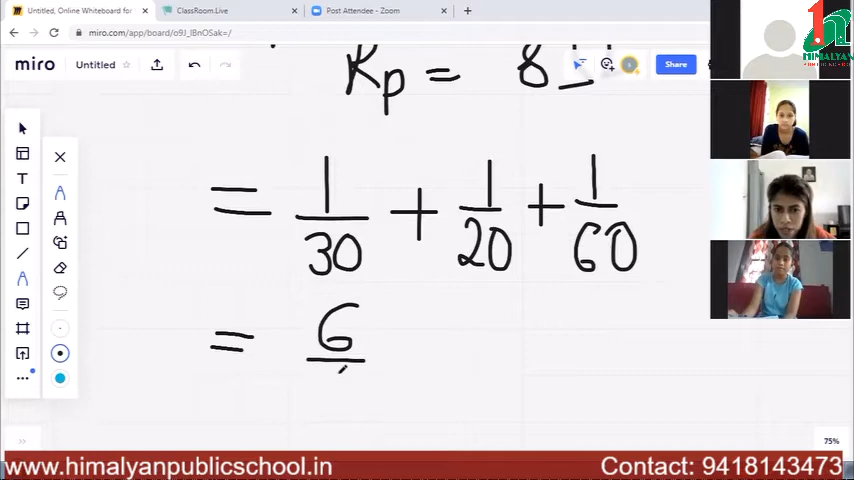 Untitled, Online Whiteboard for
ClassRoom.Live
Post Attendee - Zoom
miro.com/app/board/o9J_lBnOSak=/
miro Untitled Share
Kp = 8
= 1/30 + 1/20 + 1/60
= 6
75%
www.himalyanpublicschool.in Contact: 9418143473
HIMALYAN